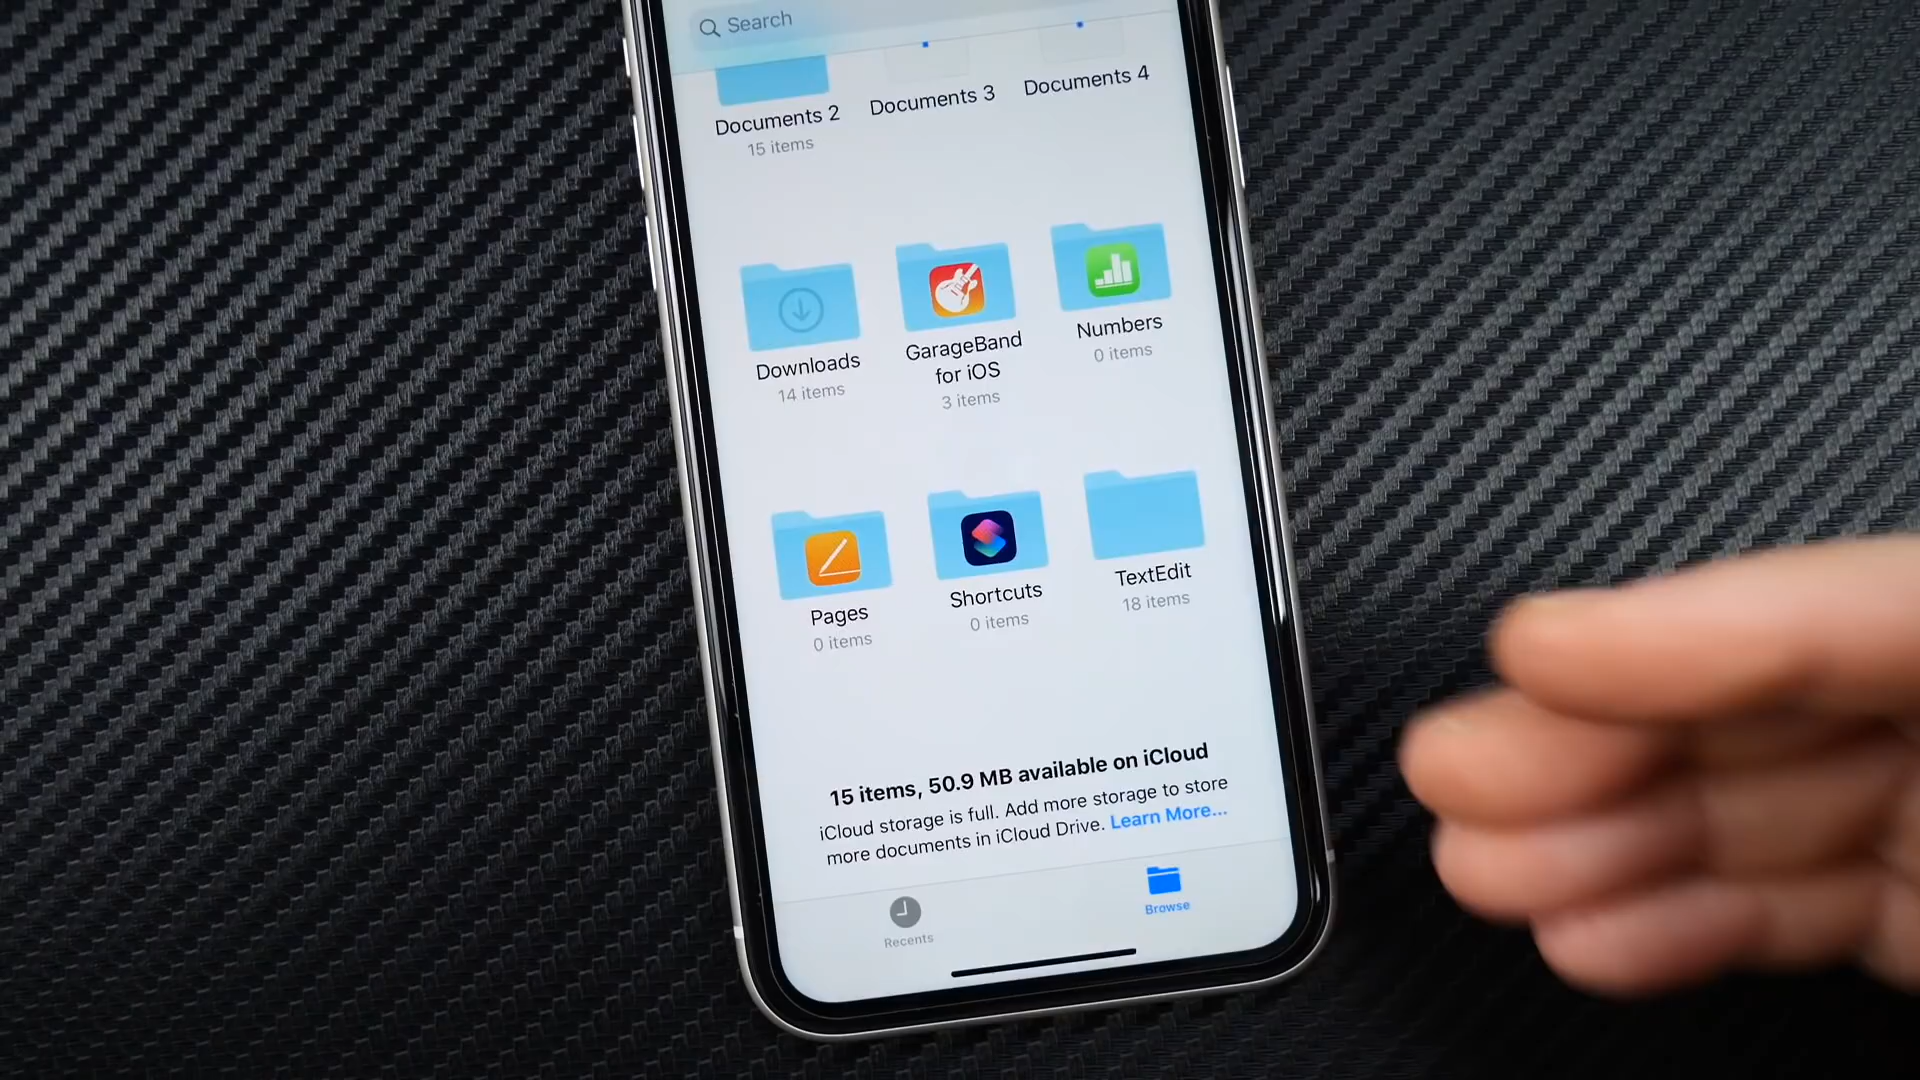 Search
Documents 2
15 items
Documents 3
Documents 4
Downloads
14 items
GarageBand
for iOS
3 items
Numbers
0 items
Pages
0 items
Shortcuts
0 items
TextEdit
18 items
15 items, 50.9 MB available on iCloud
iCloud storage is full. Add more storage to store
more documents in iCloud Drive. Learn More...
Recents
Browse